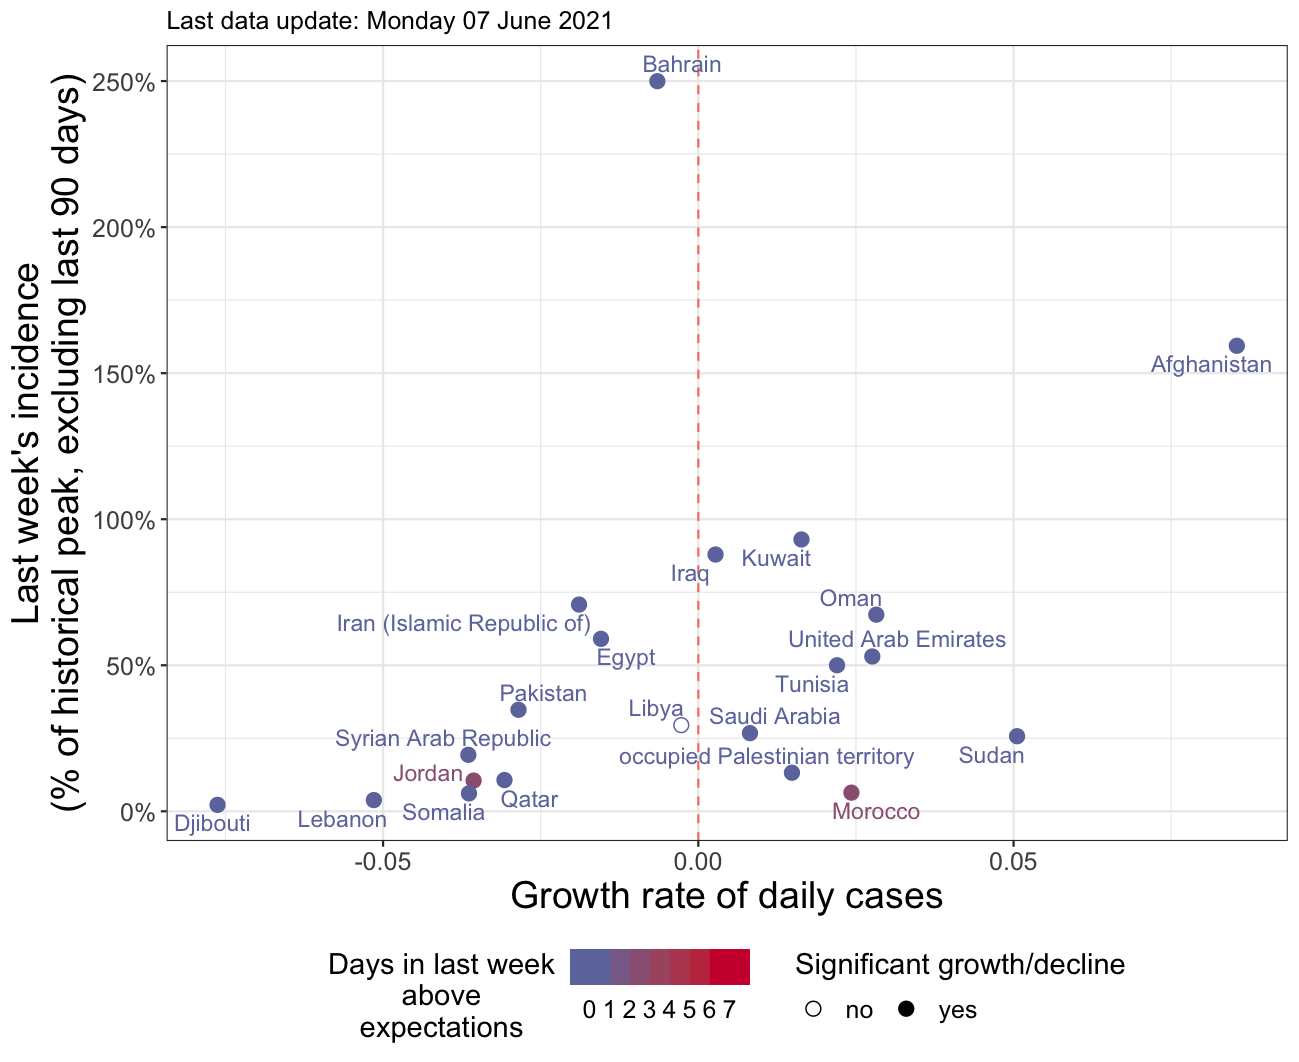 Last data update: Monday 07 June 2021
Last week's incidence
(% of historical peak, excluding last 90 days)
250%
200%
150%
100%
50%
0%
Bahrain
Afghanistan
Kuwait
Iraq
Oman
Iran (Islamic Republic of)
United Arab Emirates
Egypt
Tunisia
Pakistan
Libya
Saudi Arabia
Syrian Arab Republic
occupied Palestinian territory
Sudan
Jordan
Qatar
Somalia
Morocco
Lebanon
Djibouti
-0.05
0.00
0.05
Growth rate of daily cases
Days in last week
above
expectations
0 1 2 3 4 5 6 7
Significant growth/decline
no
yes